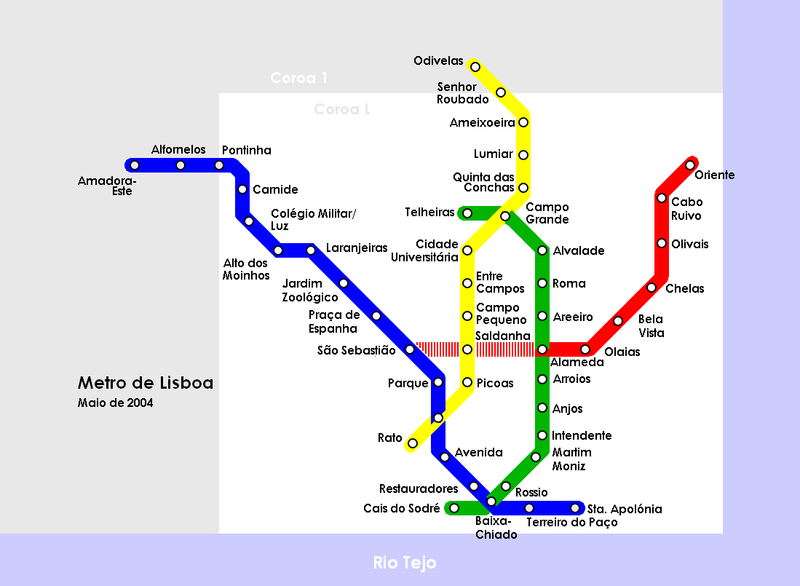 Odivelas
Coroa 1
Senhor
Roubado
Coroa L
Ameixoeira
Alfornelos
Pontinha
Lumiar
Amadora-
Este
Carnide
Quinta das
Conchas
Oriente
Colégio Militar/
Luz
Telheiras
Campo
Grande
Cabo
Ruivo
Alto dos
Moinhos
Laranjeiras
Cidade
Universitária
Alvalade
Olivais
Jardim
Zoológico
Entre
Campos
Roma
Chelas
Praça de
Espanha
Campo
Pequeno
Areeiro
Bela
Vista
Saldanha
São Sebastião
Alameda
Olaias
Metro de Lisboa
Maio de 2004
Parque
Picoas
Arroios
Anjos
Rato
Intendente
Avenida
Martim
Moniz
Restauradores
Rossio
Cais do Sodré
Baixa-
Chiado
Sta. Apolónia
Terreiro do Paço
Rio Tejo